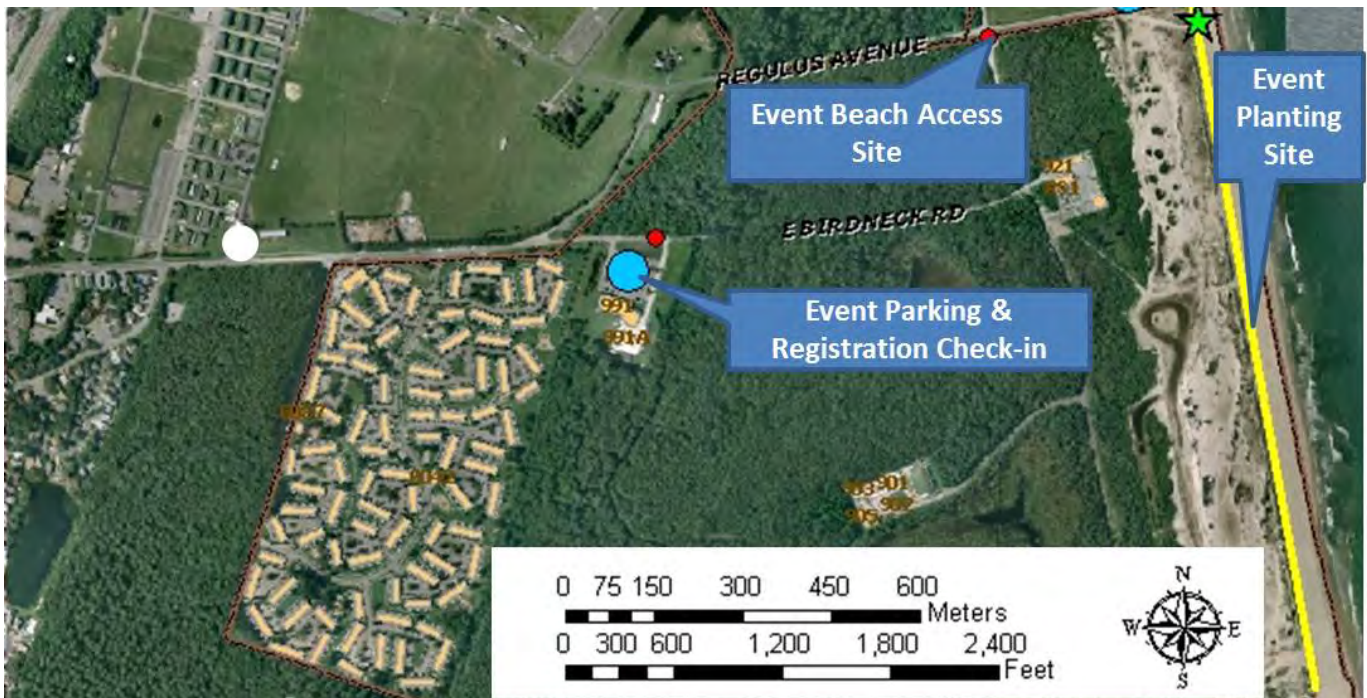 REGULUS AVENUE
Event Beach Access
Site
Event
Planting
Site
E BIRDNECK RD
Event Parking &
Registration Check-in
991
991A
901
0 75 150 300 450 600
Meters
0 300 600 1,200 1,800 2,400
Feet
N
W E
S